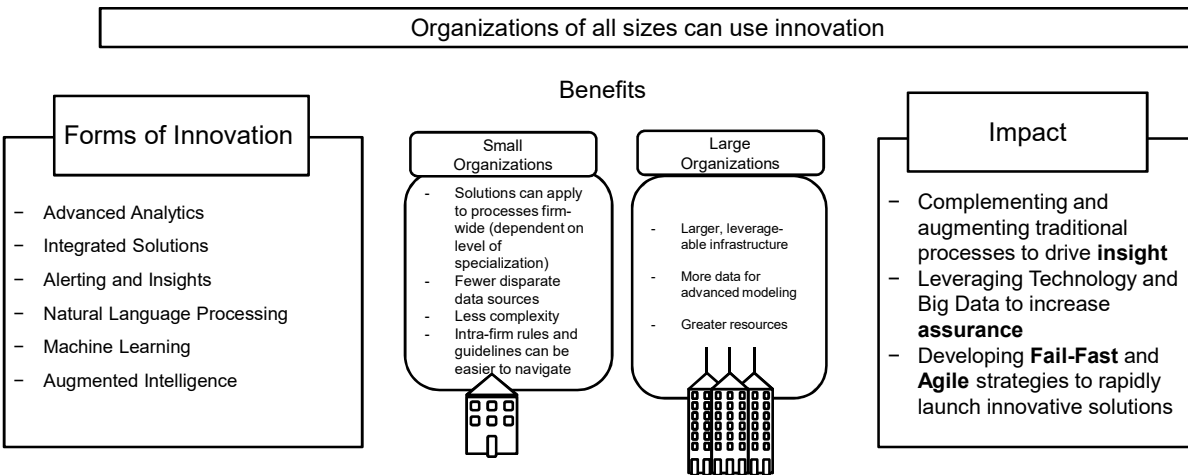 Organizations of all sizes can use innovation
Benefits
Forms of Innovation
– Advanced Analytics
– Integrated Solutions
– Alerting and Insights
– Natural Language Processing
– Machine Learning
– Augmented Intelligence
Small
Organizations
- Solutions can apply
to processes firm-
wide (dependent on
level of
specialization)
- Fewer disparate
data sources
- Less complexity
- Intra-firm rules and
guidelines can be
easier to navigate
Large
Organizations
- Larger, leverage-
able infrastructure
- More data for
advanced modeling
- Greater resources
Impact
– Complementing and
augmenting traditional
processes to drive insight
– Leveraging Technology and
Big Data to increase
assurance
– Developing Fail-Fast and
Agile strategies to rapidly
launch innovative solutions